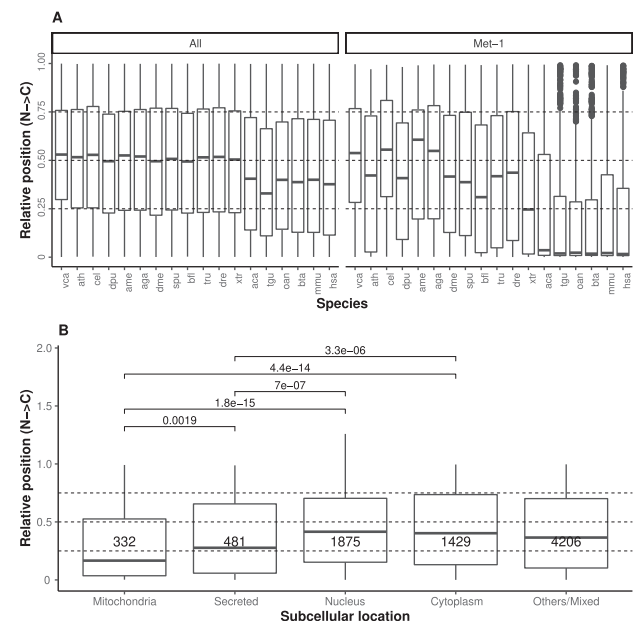 A
All
Met−1
Relative position (N−>C)
1.00
0.75
0.50
0.25
0
vca ath cel dpu ame aga dme spu bfl tru dre xtr aca tgu oan bta mmu hsa
vca ath cel dpu ame aga dme spu bfl tru dre xtr aca tgu oan bta mmu hsa
Species
B
Relative position (N−>C)
2.0
1.5
1.0
0.5
0
3.3e−06
4.4e−14
7e−07
1.8e−15
0.0019
332 481 1875 1429 4206
Mitochondria Secreted Nucleus Cytoplasm Others/Mixed
Subcellular location